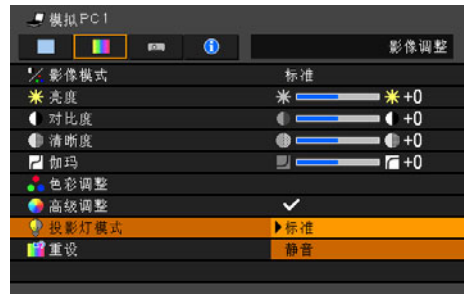 模拟PC1
影像调整
影像模式 标准
亮度 +0
对比度 +0
清晰度 +0
伽玛 +0
色彩调整
高级调整
投影灯模式 标准
重设 静音